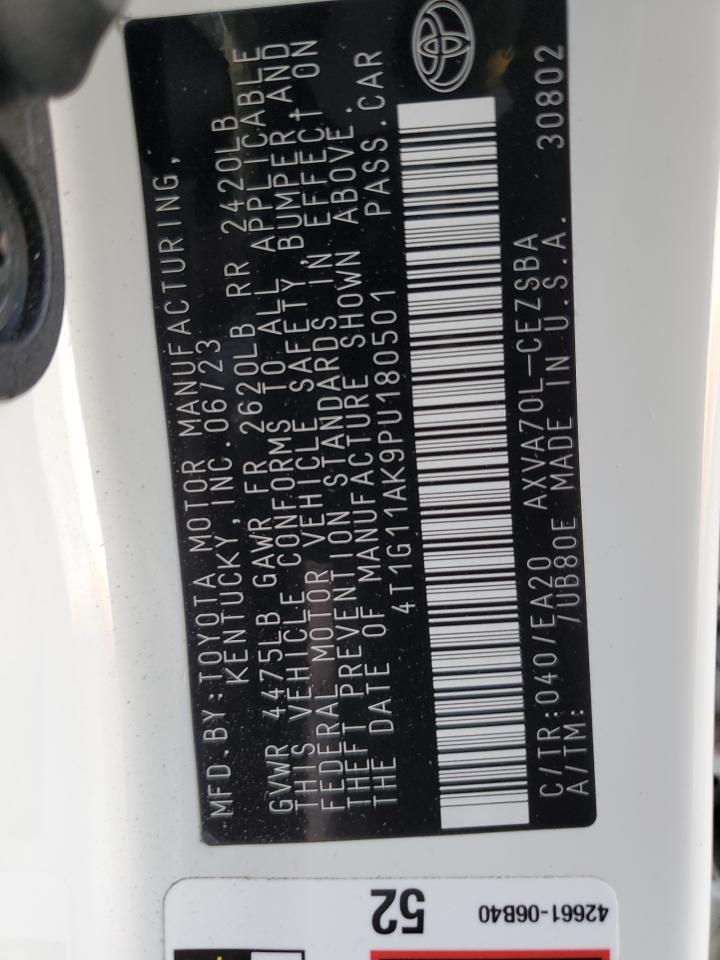 MFD.BY:TOYOTA MOTOR MANUFACTURING,
KENTUCKY,INC.06/23
GVWR 4475LB GAWR FR 2620LB RR 2420LB
THIS VEHICLE CONFORMS TO ALL APPLICABLE
FEDERAL MOTOR VEHICLE SAFETY,BUMPER,AND
THEFT PREVENTION STANDARDS IN EFFECT ON
THE DATE OF MANUFACTURE SHOWN ABOVE.
4T1G11AK9PU180501 PASS.CAR
C/TR:040/EA20 AXVA70L-CEZSBA 30802
A/TM: /UB80E MADE IN U.S.A.
52
42661-06B40